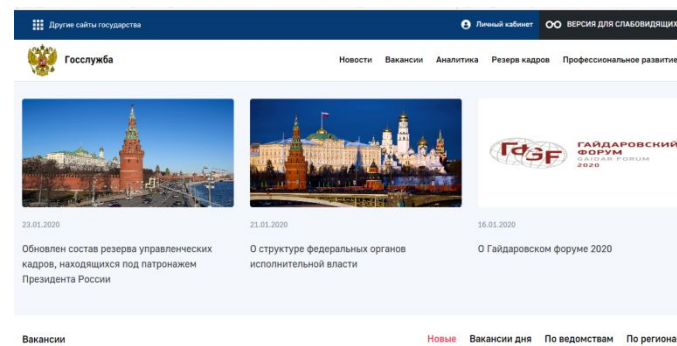 Другие сайты государства
Личный кабинет
ВЕРСИЯ ДЛЯ СЛАБОВИДЯЩИХ
Госслужба
Новости Вакансии Аналитика Резерв кадров Профессиональное развитие
ГАЙДАРОВСКИЙ
ФОРУМ
GAIDAR FORUM
2020
23.01.2020
Обновлен состав резерва управленческих
кадров, находящихся под патронажем
Президента России
21.01.2020
О структуре федеральных органов
исполнительной власти
16.01.2020
О Гайдаровском форуме 2020
Вакансии
Новые Вакансии дня По ведомствам По региона